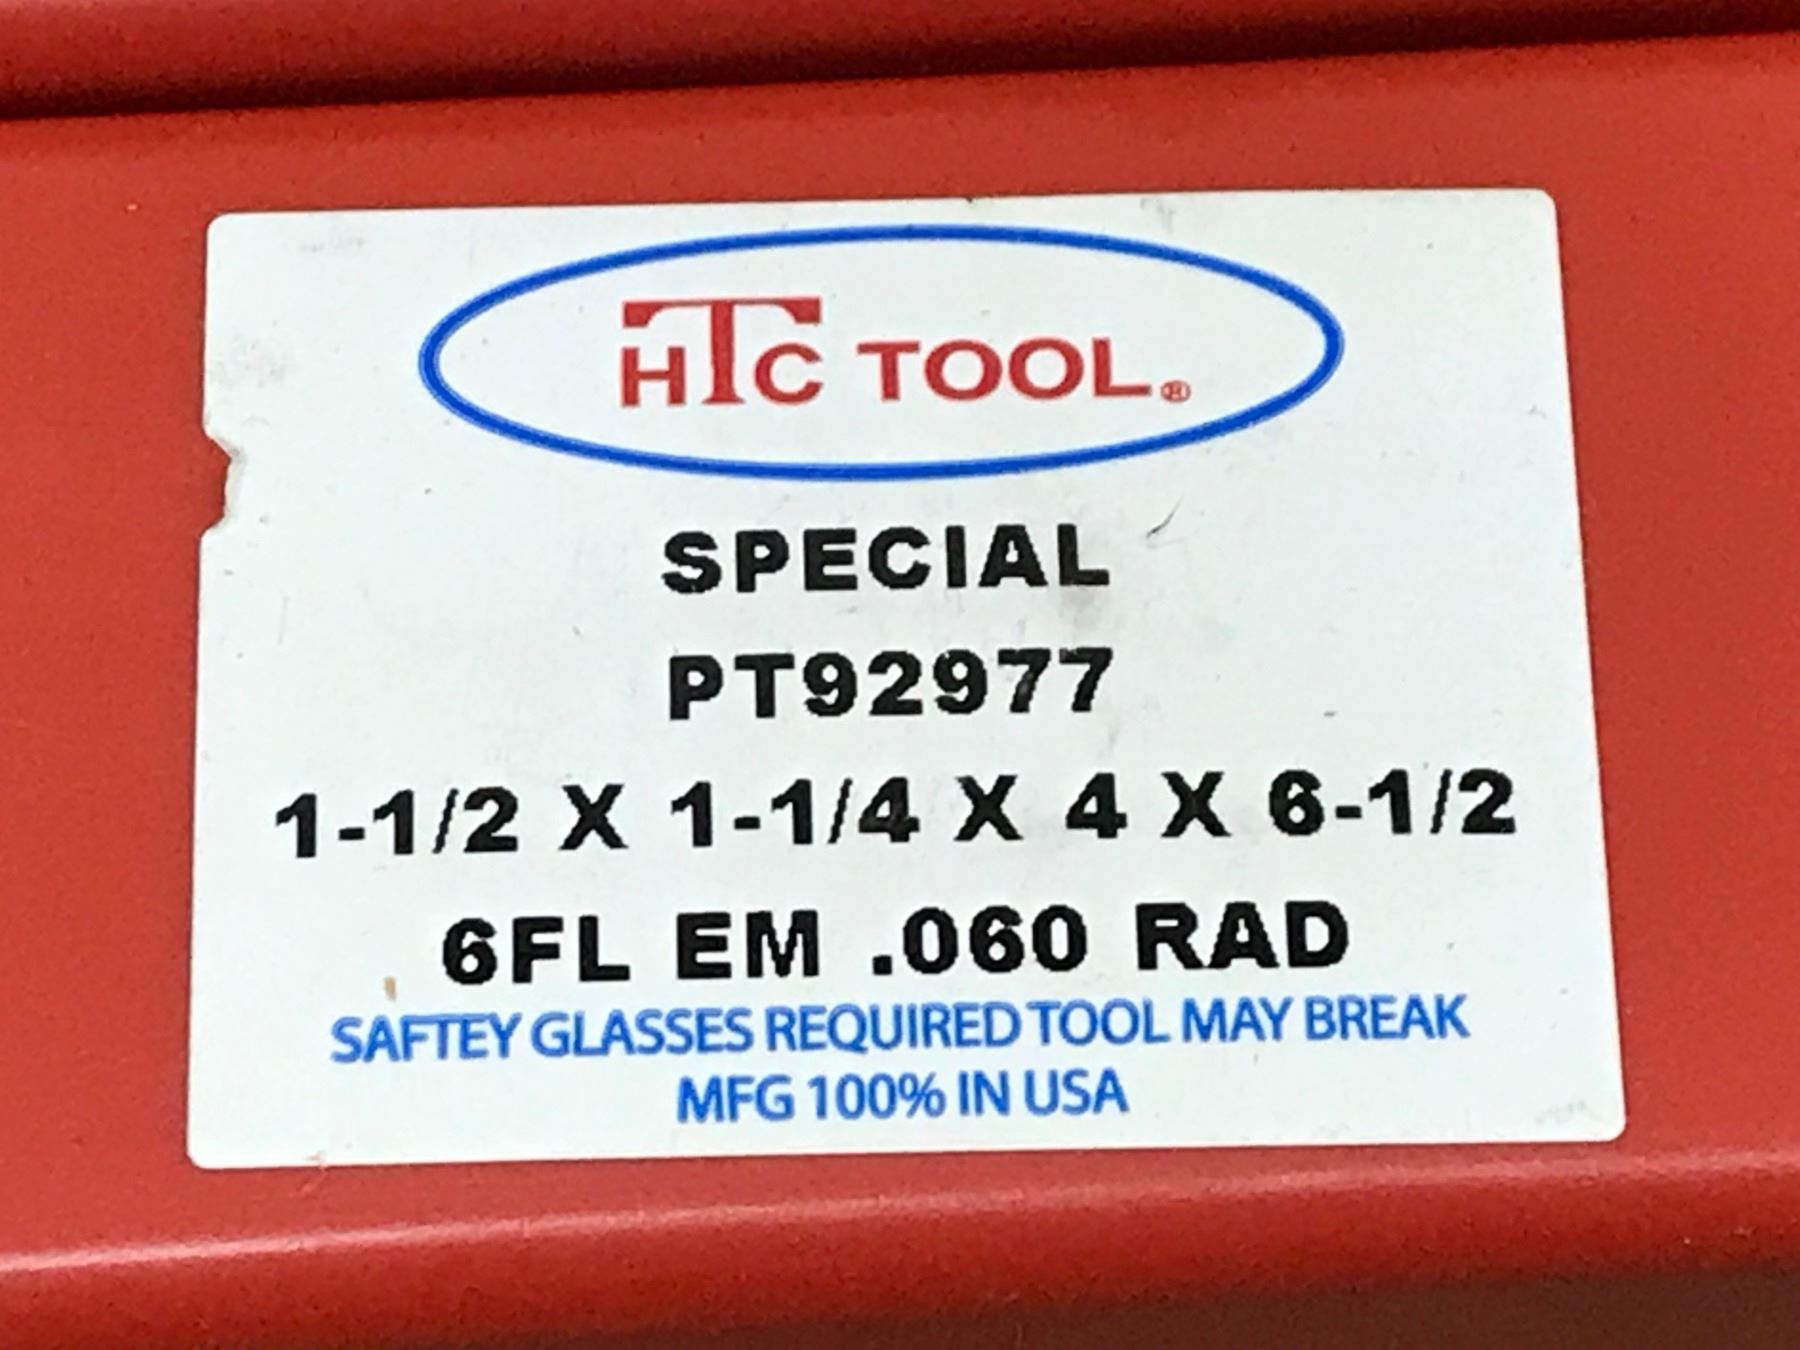 HTC TOOL®
SPECIAL
PT92977
1-1/2 X 1-1/4 X 4 X 6-1/2
6FL EM .060 RAD
SAFTEY GLASSES REQUIRED TOOL MAY BREAK
MFG 100% IN USA